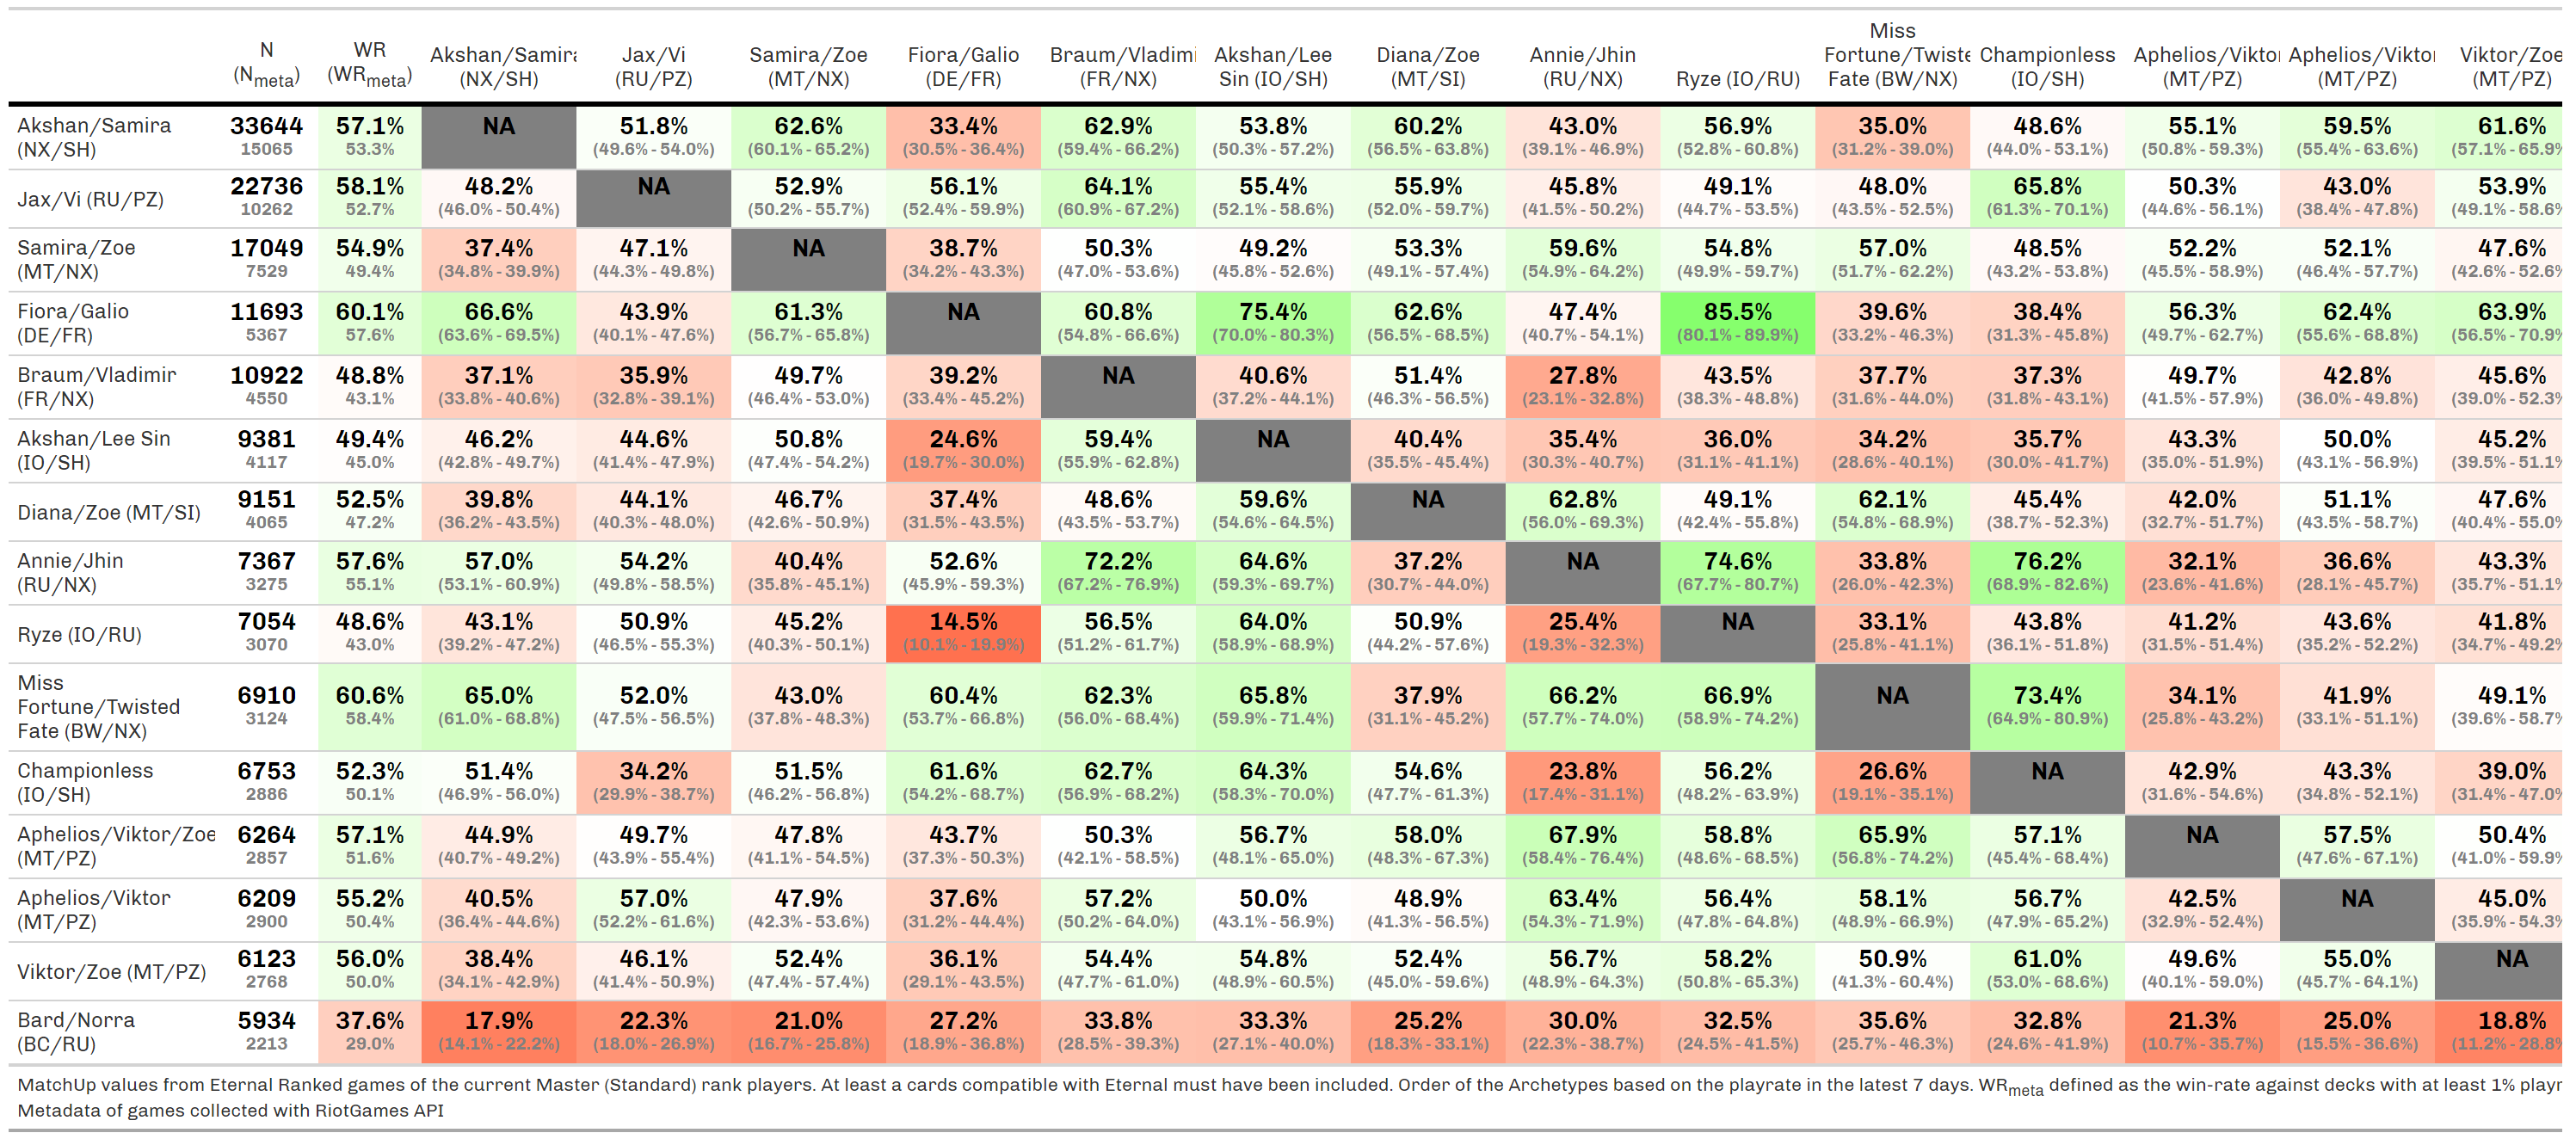 N (N_meta) WR (WR_meta) Akshan/Samira (NX/SH) Jax/Vi (RU/PZ) Samira/Zoe (MT/NX) Fiora/Galio (DE/FR) Braum/Vladimi (FR/NX) Akshan/Lee Sin (IO/SH) Diana/Zoe (MT/SI) Annie/Jhin (RU/NX) Ryze (IO/RU) Miss Fortune/Twiste Fate (BW/NX) Championless (IO/SH) Aphelios/Viktor (MT/PZ) Aphelios/Viktor (MT/PZ) Viktor/Zoe (MT/PZ)
Akshan/Samira 33644 57.1% NA 51.8% 62.6% 33.4% 62.9% 53.8% 60.2% 43.0% 56.9% 35.0% 48.6% 55.1% 59.5% 61.6%
(NX/SH) 15065 53.3% (49.6% - 54.0%) (60.1% - 65.2%) (30.5% - 36.4%) (59.4% - 66.2%) (50.3% - 57.2%) (56.5% - 63.8%) (39.1% - 46.9%) (52.8% - 60.8%) (31.2% - 39.0%) (44.0% - 53.1%) (50.8% - 59.3%) (55.4% - 63.6%) (57.1% - 65.9%
Jax/Vi (RU/PZ) 22736 58.1% 48.2% NA 52.9% 56.1% 64.1% 55.4% 55.9% 45.8% 49.1% 48.0% 65.8% 50.3% 43.0% 53.9%
10262 52.7% (46.0% - 50.4%) (50.2% - 55.7%) (52.4% - 59.9%) (60.9% - 67.2%) (52.1% - 58.6%) (52.0% - 59.7%) (41.5% - 50.2%) (44.7% - 53.5%) (43.5% - 52.5%) (61.3% - 70.1%) (44.6% - 56.1%) (38.4% - 47.8%) (49.1% - 58.6%
Samira/Zoe 17049 54.9% 37.4% 47.1% NA 38.7% 50.3% 49.2% 53.3% 59.6% 54.8% 57.0% 48.5% 52.2% 52.1% 47.6%
(MT/NX) 7529 49.4% (34.8% - 39.9%) (44.3% - 49.8%) (34.2% - 43.3%) (47.0% - 53.6%) (45.8% - 52.6%) (49.1% - 57.4%) (54.9% - 64.2%) (49.9% - 59.7%) (51.7% - 62.2%) (43.2% - 53.8%) (45.5% - 58.9%) (46.4% - 57.7%) (42.6% - 52.6%
Fiora/Galio 11693 60.1% 66.6% 43.9% 61.3% NA 60.8% 75.4% 62.6% 47.4% 85.5% 39.6% 38.4% 56.3% 62.4% 63.9%
(DE/FR) 5367 57.6% (63.6% - 69.5%) (40.1% - 47.6%) (56.7% - 65.8%) (54.8% - 66.6%) (70.0% - 80.3%) (56.5% - 68.5%) (40.7% - 54.1%) (80.1% - 89.9%) (33.2% - 46.3%) (31.3% - 45.8%) (49.7% - 62.7%) (55.6% - 68.8%) (56.5% - 70.9%
Braum/Vladimir 10922 48.8% 37.1% 35.9% 49.7% 39.2% NA 40.6% 51.4% 27.8% 43.5% 37.7% 37.3% 49.7% 42.8% 45.6%
(FR/NX) 4550 43.1% (33.8% - 40.6%) (32.8% - 39.1%) (46.4% - 53.0%) (33.4% - 45.2%) (37.2% - 44.1%) (46.3% - 56.5%) (23.1% - 32.8%) (38.3% - 48.8%) (31.6% - 44.0%) (31.8% - 43.1%) (41.5% - 57.9%) (36.0% - 49.8%) (39.0% - 52.3%
Akshan/Lee Sin 9381 49.4% 46.2% 44.6% 50.8% 24.6% 59.4% NA 40.4% 35.4% 36.0% 34.2% 35.7% 43.3% 50.0% 45.2%
(IO/SH) 4117 45.0% (42.8% - 49.7%) (41.4% - 47.9%) (47.4% - 54.2%) (19.7% - 30.0%) (55.9% - 62.8%) (35.5% - 45.4%) (30.3% - 40.7%) (31.1% - 41.1%) (28.6% - 40.1%) (30.0% - 41.7%) (35.0% - 51.9%) (43.1% - 56.9%) (39.5% - 51.1%
Diana/Zoe (MT/SI) 9151 52.5% 39.8% 44.1% 46.7% 37.4% 48.6% 59.6% NA 62.8% 49.1% 62.1% 45.4% 42.0% 51.1% 47.6%
4065 47.2% (36.2% - 43.5%) (40.3% - 48.0%) (42.6% - 50.9%) (31.5% - 43.5%) (43.5% - 53.7%) (54.6% - 64.5%) (56.0% - 69.3%) (42.4% - 55.8%) (54.8% - 68.9%) (38.7% - 52.3%) (32.7% - 51.7%) (43.5% - 58.7%) (40.4% - 55.0%
Annie/Jhin 7367 57.6% 57.0% 54.2% 40.4% 52.6% 72.2% 64.6% 37.2% NA 74.6% 33.8% 76.2% 32.1% 36.6% 43.3%
(RU/NX) 3275 55.1% (53.1% - 60.9%) (49.8% - 58.5%) (35.8% - 45.1%) (45.9% - 59.3%) (67.2% - 76.9%) (59.3% - 69.7%) (30.7% - 44.0%) (67.7% - 80.7%) (26.0% - 42.3%) (68.9% - 82.6%) (23.6% - 41.6%) (28.1% - 45.7%) (35.7% - 51.1%
Ryze (IO/RU) 7054 48.6% 43.1% 50.9% 45.2% 14.5% 56.5% 64.0% 50.9% 25.4% NA 33.1% 43.8% 41.2% 43.6% 41.8%
3070 43.0% (39.2% - 47.2%) (46.5% - 55.3%) (40.3% - 50.1%) (10.1% - 19.9%) (51.2% - 61.7%) (58.9% - 68.9%) (44.2% - 57.6%) (19.3% - 32.3%) (25.8% - 41.1%) (36.1% - 51.8%) (31.5% - 51.4%) (35.2% - 52.2%) (34.7% - 49.2%
Miss
Fortune/Twisted 6910 60.6% 65.0% 52.0% 43.0% 60.4% 62.3% 65.8% 37.9% 66.2% 66.9% NA 73.4% 34.1% 41.9% 49.1%
Fate (BW/NX) 3124 58.4% (61.0% - 68.8%) (47.5% - 56.5%) (37.8% - 48.3%) (53.7% - 66.8%) (56.0% - 68.4%) (59.9% - 71.4%) (31.1% - 45.2%) (57.7% - 74.0%) (58.9% - 74.2%) (64.9% - 80.9%) (25.8% - 43.2%) (33.1% - 51.1%) (39.6% - 58.7%
Championless 6753 52.3% 51.4% 34.2% 51.5% 61.6% 62.7% 64.3% 54.6% 23.8% 56.2% 26.6% NA 42.9% 43.3% 39.0%
(IO/SH) 2886 50.1% (46.9% - 56.0%) (29.9% - 38.7%) (46.2% - 56.8%) (54.2% - 68.7%) (56.9% - 68.2%) (58.3% - 70.0%) (47.7% - 61.3%) (17.4% - 31.1%) (48.2% - 63.9%) (19.1% - 35.1%) (31.6% - 54.6%) (34.8% - 52.1%) (31.4% - 47.0%
Aphelios/Viktor/Zoe 6264 57.1% 44.9% 49.7% 47.8% 43.7% 50.3% 56.7% 58.0% 67.9% 58.8% 65.9% 57.1% NA 57.5% 50.4%
(MT/PZ) 2857 51.6% (40.7% - 49.2%) (43.9% - 55.4%) (41.1% - 54.5%) (37.3% - 50.3%) (42.1% - 58.5%) (48.1% - 65.0%) (48.3% - 67.3%) (58.4% - 76.4%) (48.6% - 68.5%) (56.8% - 74.2%) (45.4% - 68.4%) (47.6% - 67.1%) (41.0% - 59.9%
Aphelios/Viktor 6209 55.2% 40.5% 57.0% 47.9% 37.6% 57.2% 50.0% 48.9% 63.4% 56.4% 58.1% 56.7% 42.5% NA 45.0%
(MT/PZ) 2900 50.4% (36.4% - 44.6%) (52.2% - 61.6%) (42.3% - 53.6%) (31.2% - 44.4%) (50.2% - 64.0%) (43.1% - 56.9%) (41.3% - 56.5%) (54.3% - 71.9%) (47.8% - 64.8%) (48.9% - 66.9%) (47.9% - 65.2%) (32.9% - 52.4%) (35.9% - 54.3%
Viktor/Zoe (MT/PZ) 6123 56.0% 38.4% 46.1% 52.4% 36.1% 54.4% 54.8% 52.4% 56.7% 58.2% 50.9% 61.0% 49.6% 55.0% NA
2768 50.0% (34.1% - 42.9%) (41.4% - 50.9%) (47.4% - 57.4%) (29.1% - 43.5%) (47.7% - 61.0%) (48.9% - 60.5%) (45.0% - 59.6%) (48.9% - 64.3%) (50.8% - 65.3%) (41.3% - 60.4%) (53.0% - 68.6%) (40.1% - 59.0%) (45.7% - 64.1%)
Bard/Norra 5934 37.6% 17.9% 22.3% 21.0% 27.2% 33.8% 33.3% 25.2% 30.0% 32.5% 35.6% 32.8% 21.3% 25.0% 18.8%
(BC/RU) 2213 29.0% (14.1% - 22.2%) (18.0% - 26.9%) (16.7% - 25.8%) (18.9% - 36.8%) (28.5% - 39.3%) (27.1% - 40.0%) (18.3% - 33.1%) (22.3% - 38.7%) (24.5% - 41.5%) (25.7% - 46.3%) (24.6% - 41.9%) (10.7% - 35.7%) (15.5% - 36.6%) (11.2% - 28.8%
MatchUp values from Eternal Ranked games of the current Master (Standard) rank players. At least a cards compatible with Eternal must have been included. Order of the Archetypes based on the playrate in the latest 7 days. WR_meta defined as the win-rate against decks with at least 1% playr
Metadata of games collected with RiotGames API